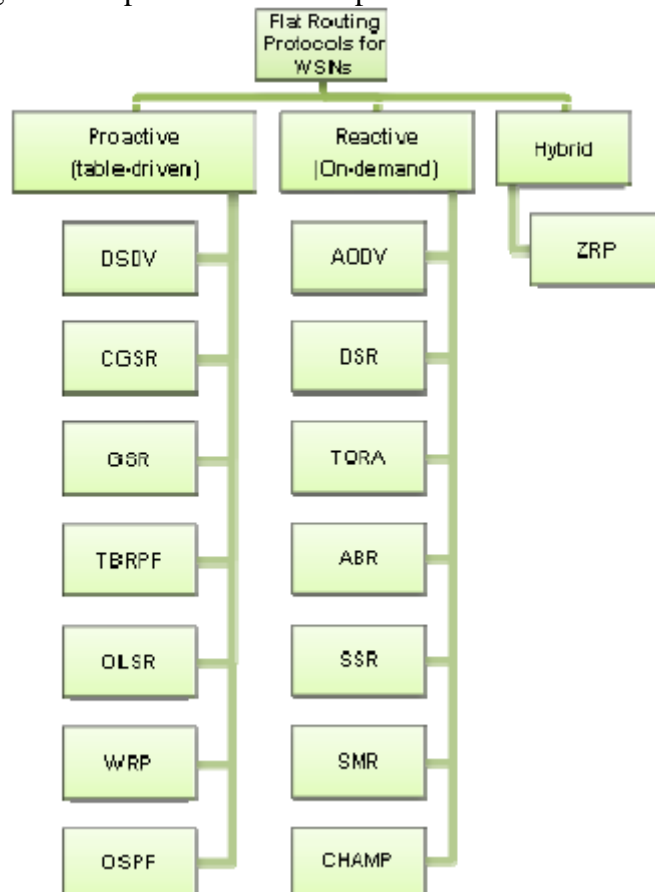 Flat Routing
Protocols for
WSNs
Proactive
(table-driven)
Reactive
(On-demand)
Hybrid
ZRP
DSDV
AODV
CGSR
DSR
GSR
TORA
TBRPF
ABR
OLSR
SSR
WRP
SMR
OSPF
CHAMP